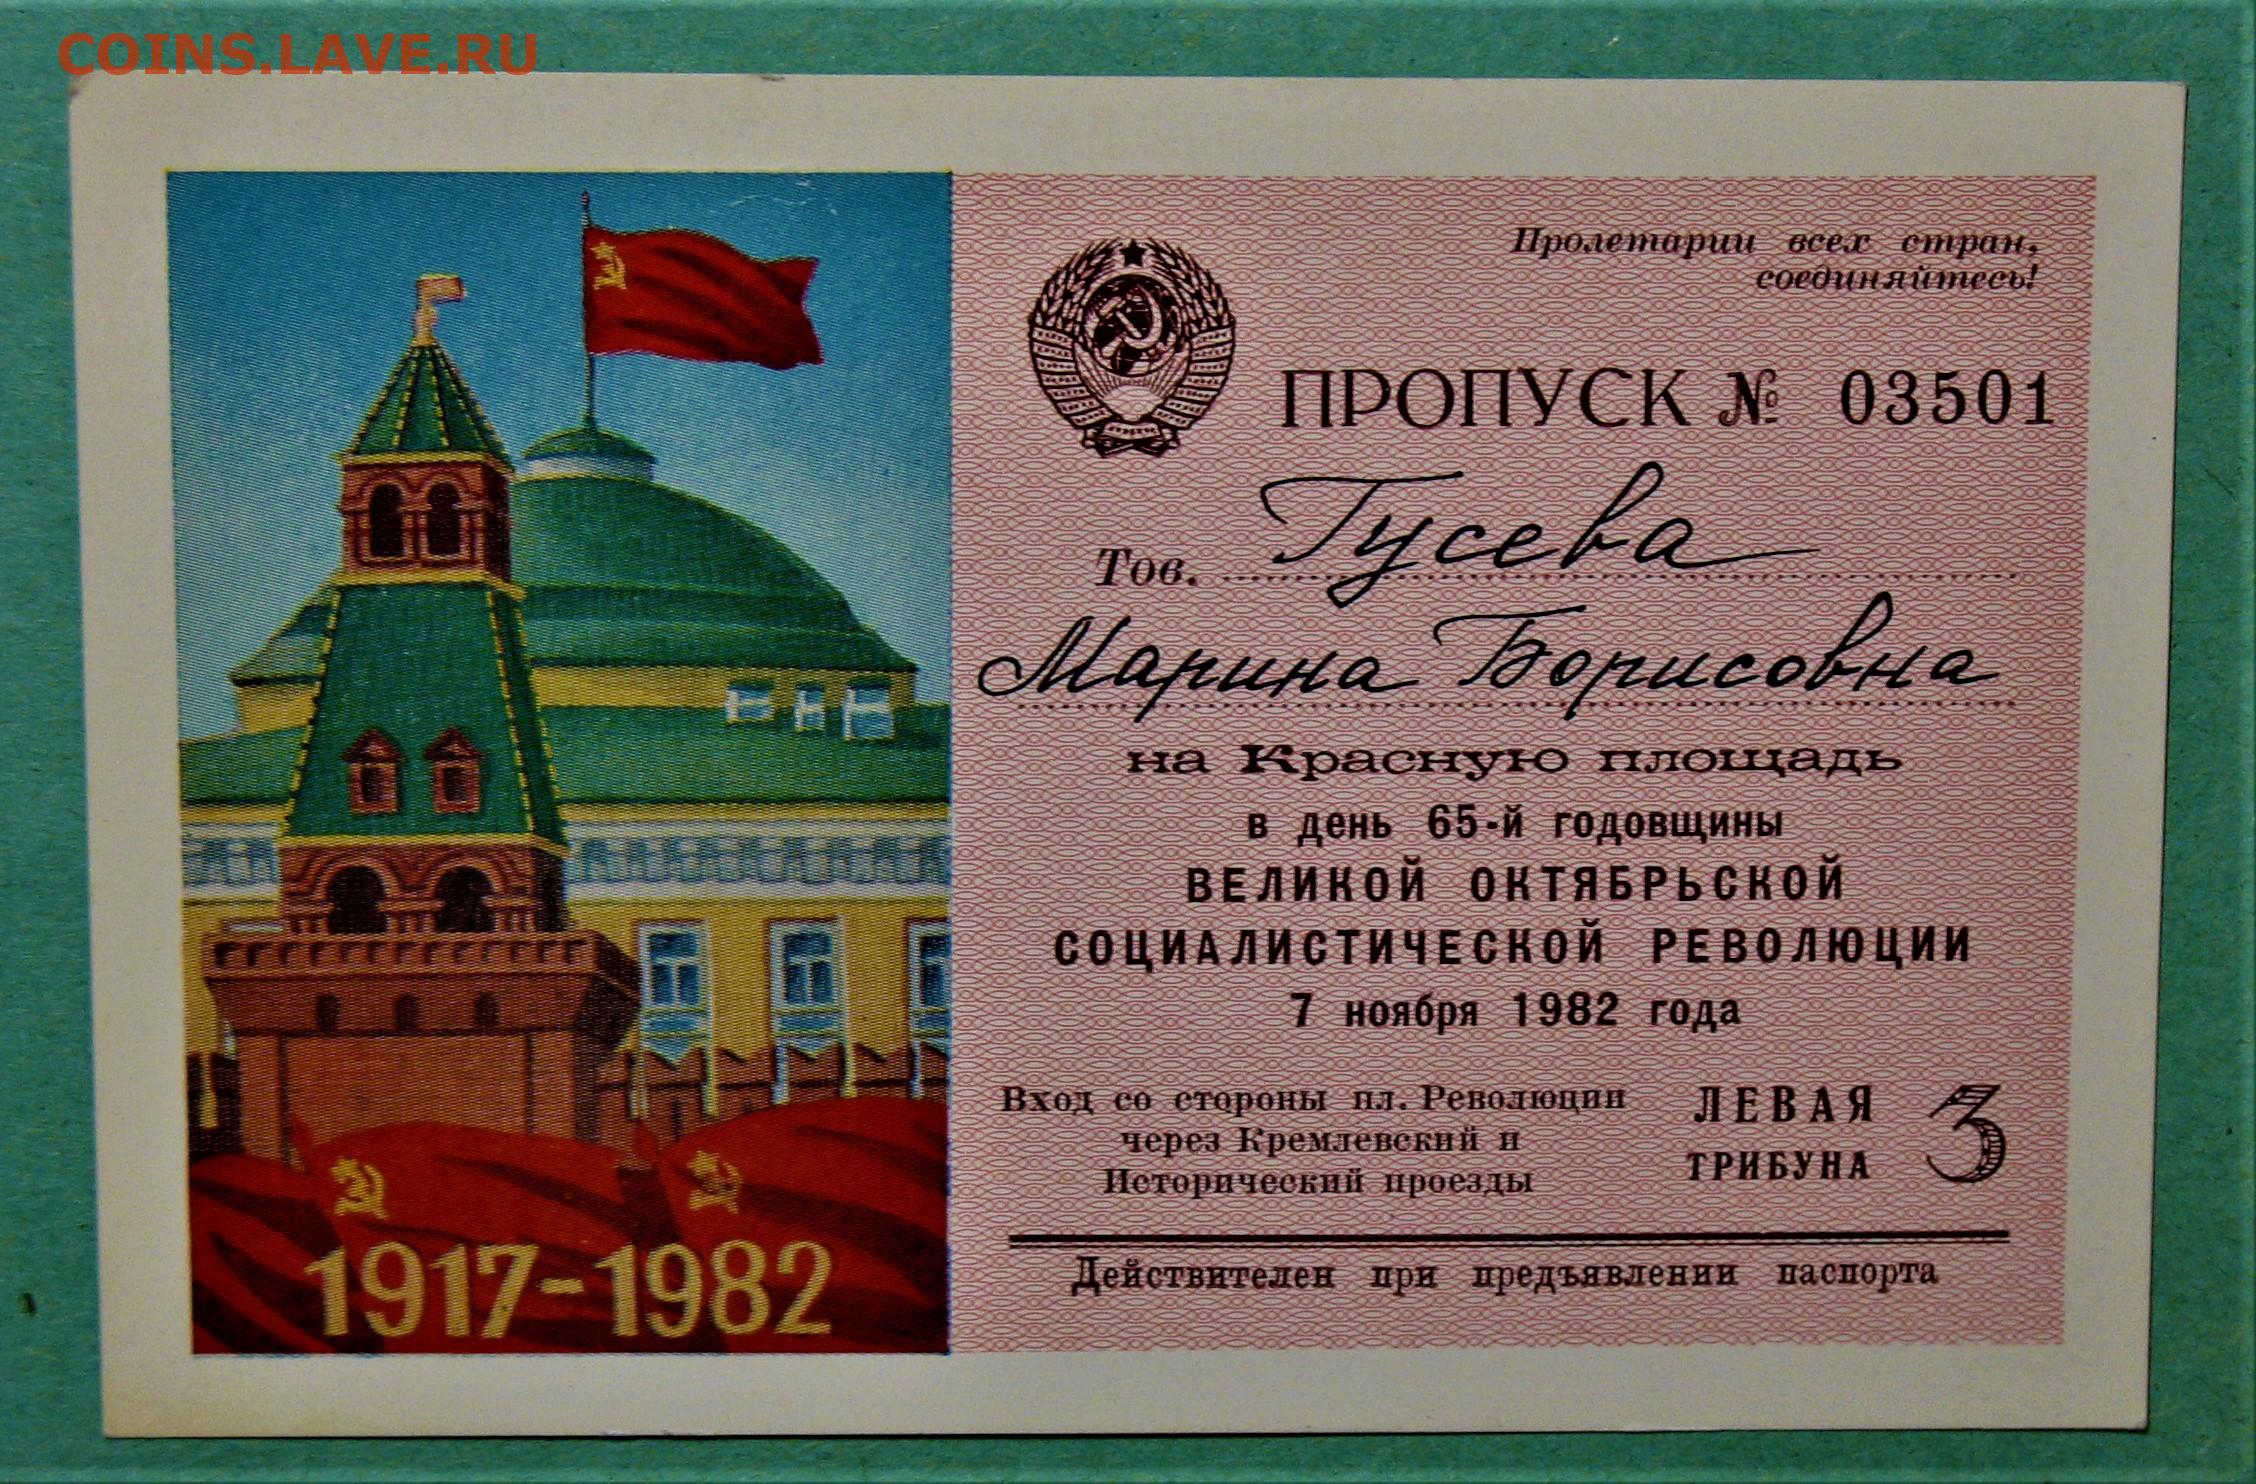 COINS.LAVE.RU
Пролетарии всех стран,
соединяйтесь!
ПРОПУСК № 03501
Тов. Гусева
Марина Борисовна
на Красную площадь
в день 65-й годовщины
ВЕЛИКОЙ ОКТЯБРЬСКОЙ
СОЦИАЛИСТИЧЕСКОЙ РЕВОЛЮЦИИ
7 ноября 1982 года
Вход со стороны пл. Революции
через Кремлевский и
Исторический проезды
ЛЕВАЯ
ТРИБУНА
3
Действителен при предъявлении паспорта
1917-1982